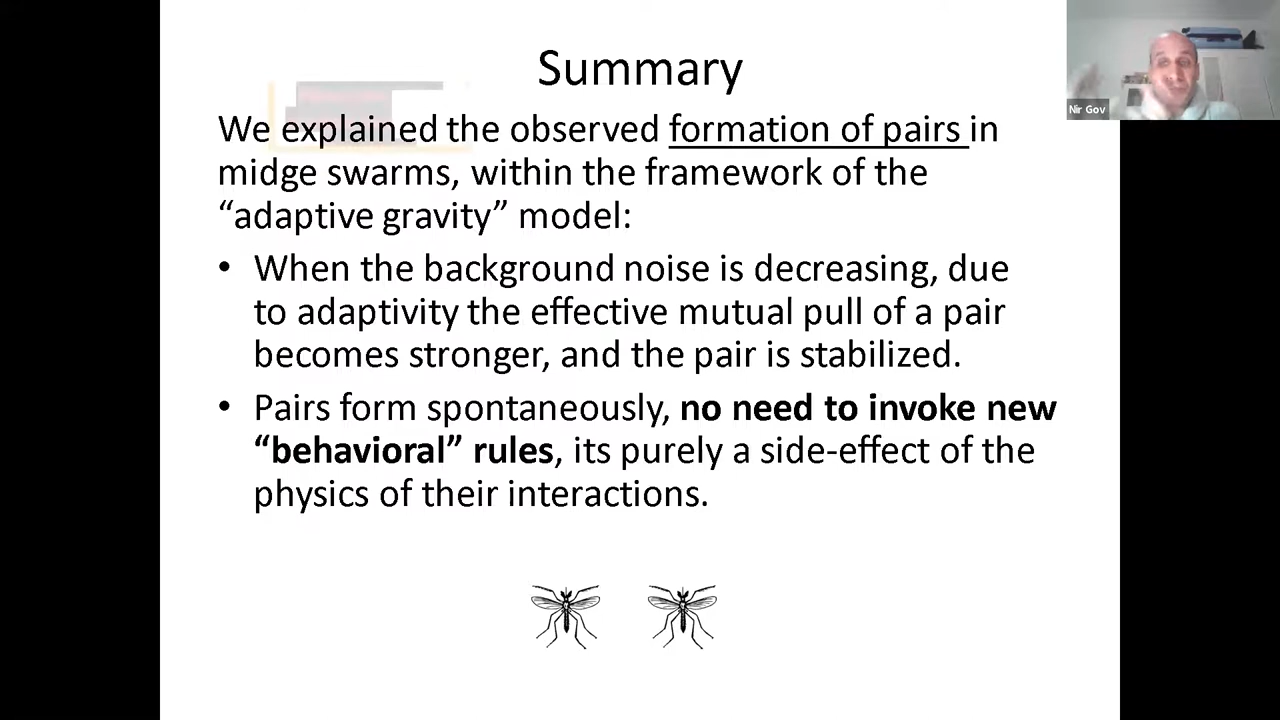 Summary
Nir Gov
We explained the observed formation of pairs in
midge swarms, within the framework of the
“adaptive gravity” model:
• When the background noise is decreasing, due
to adaptivity the effective mutual pull of a pair
becomes stronger, and the pair is stabilized.
• Pairs form spontaneously, no need to invoke new
“behavioral” rules, its purely a side-effect of the
physics of their interactions.